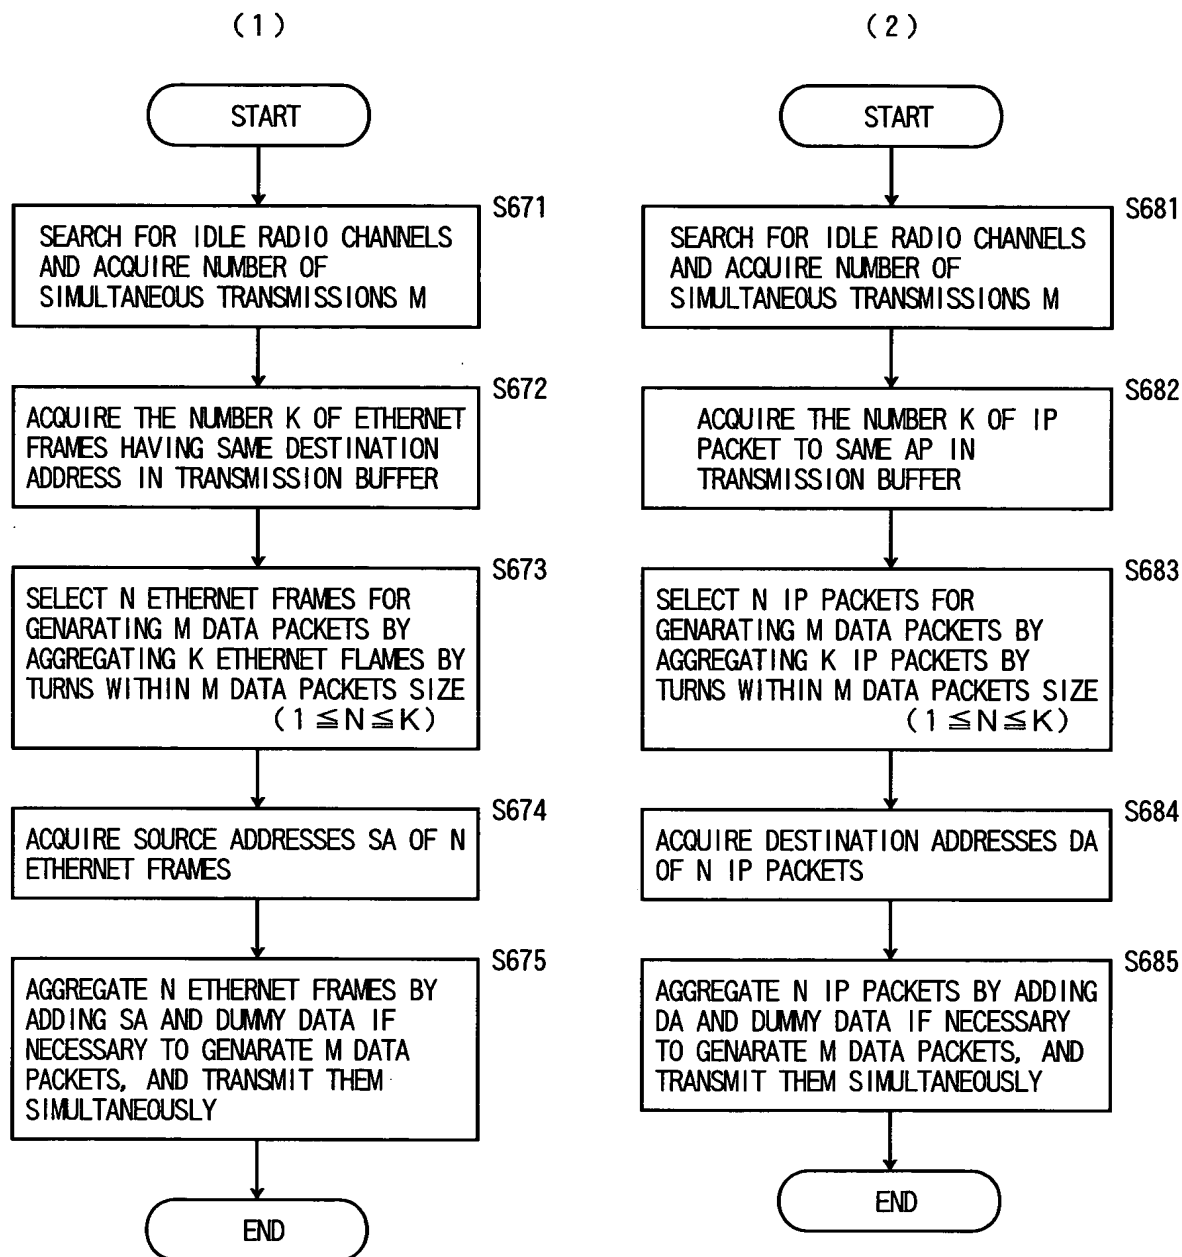 (1)
START
S671
SEARCH FOR IDLE RADIO CHANNELS
AND ACQUIRE NUMBER OF
SIMULTANEOUS TRANSMISSIONS M
S672
ACQUIRE THE NUMBER K OF ETHERNET
FRAMES HAVING SAME DESTINATION
ADDRESS IN TRANSMISSION BUFFER
S673
SELECT N ETHERNET FRAMES FOR
GENARATING M DATA PACKETS BY
AGGREGATING K ETHERNET FLAMES BY
TURNS WITHIN M DATA PACKETS SIZE
(1≦N≦K)
S674
ACQUIRE SOURCE ADDRESSES SA OF N
ETHERNET FRAMES
S675
AGGREGATE N ETHERNET FRAMES BY
ADDING SA AND DUMMY DATA IF
NECESSARY TO GENARATE M DATA
PACKETS, AND TRANSMIT THEM
SIMULTANEOUSLY
END
(2)
START
S681
SEARCH FOR IDLE RADIO CHANNELS
AND ACQUIRE NUMBER OF
SIMULTANEOUS TRANSMISSIONS M
S682
ACQUIRE THE NUMBER K OF IP
PACKET TO SAME AP IN
TRANSMISSION BUFFER
S683
SELECT N IP PACKETS FOR
GENARATING M DATA PACKETS BY
AGGREGATING K IP PACKETS BY
TURNS WITHIN M DATA PACKETS SIZE
(1≦N≦K)
S684
ACQUIRE DESTINATION ADDRESSES DA
OF N IP PACKETS
S685
AGGREGATE N IP PACKETS BY ADDING
DA AND DUMMY DATA IF NECESSARY
TO GENARATE M DATA PACKETS, AND
TRANSMIT THEM SIMULTANEOUSLY
END